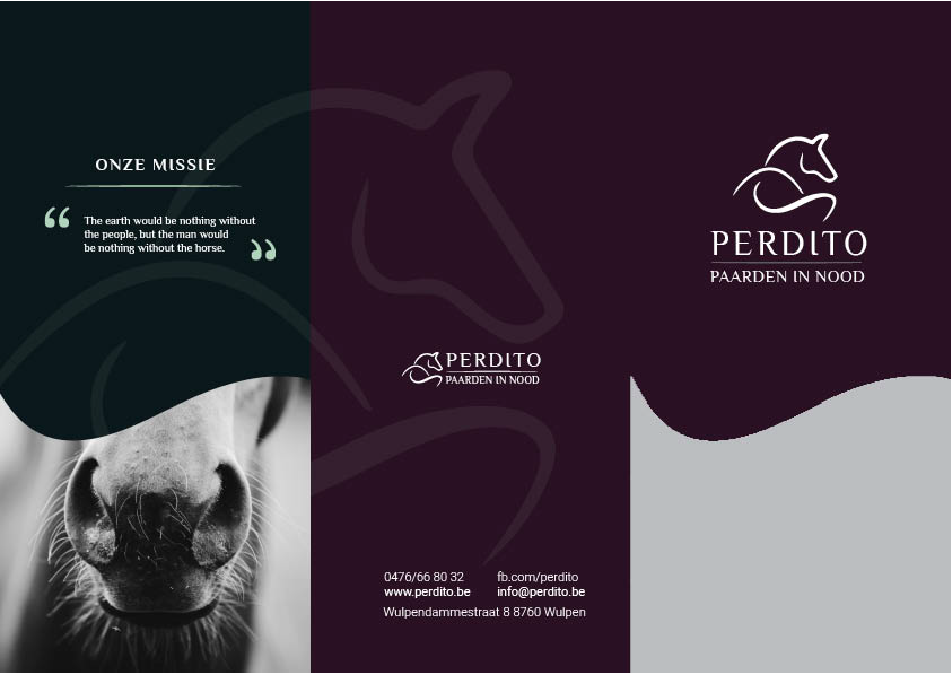 ONZE MISSIE
“ The earth would be nothing without
the people, but the man would
be nothing without the horse. ”
PERDITO
PAARDEN IN NOOD
0476/66 80 32 fb.com/perdito
www.perdito.be info@perdito.be
Wulpendammestraat 8 8760 Wulpen
PERDITO
PAARDEN IN NOOD